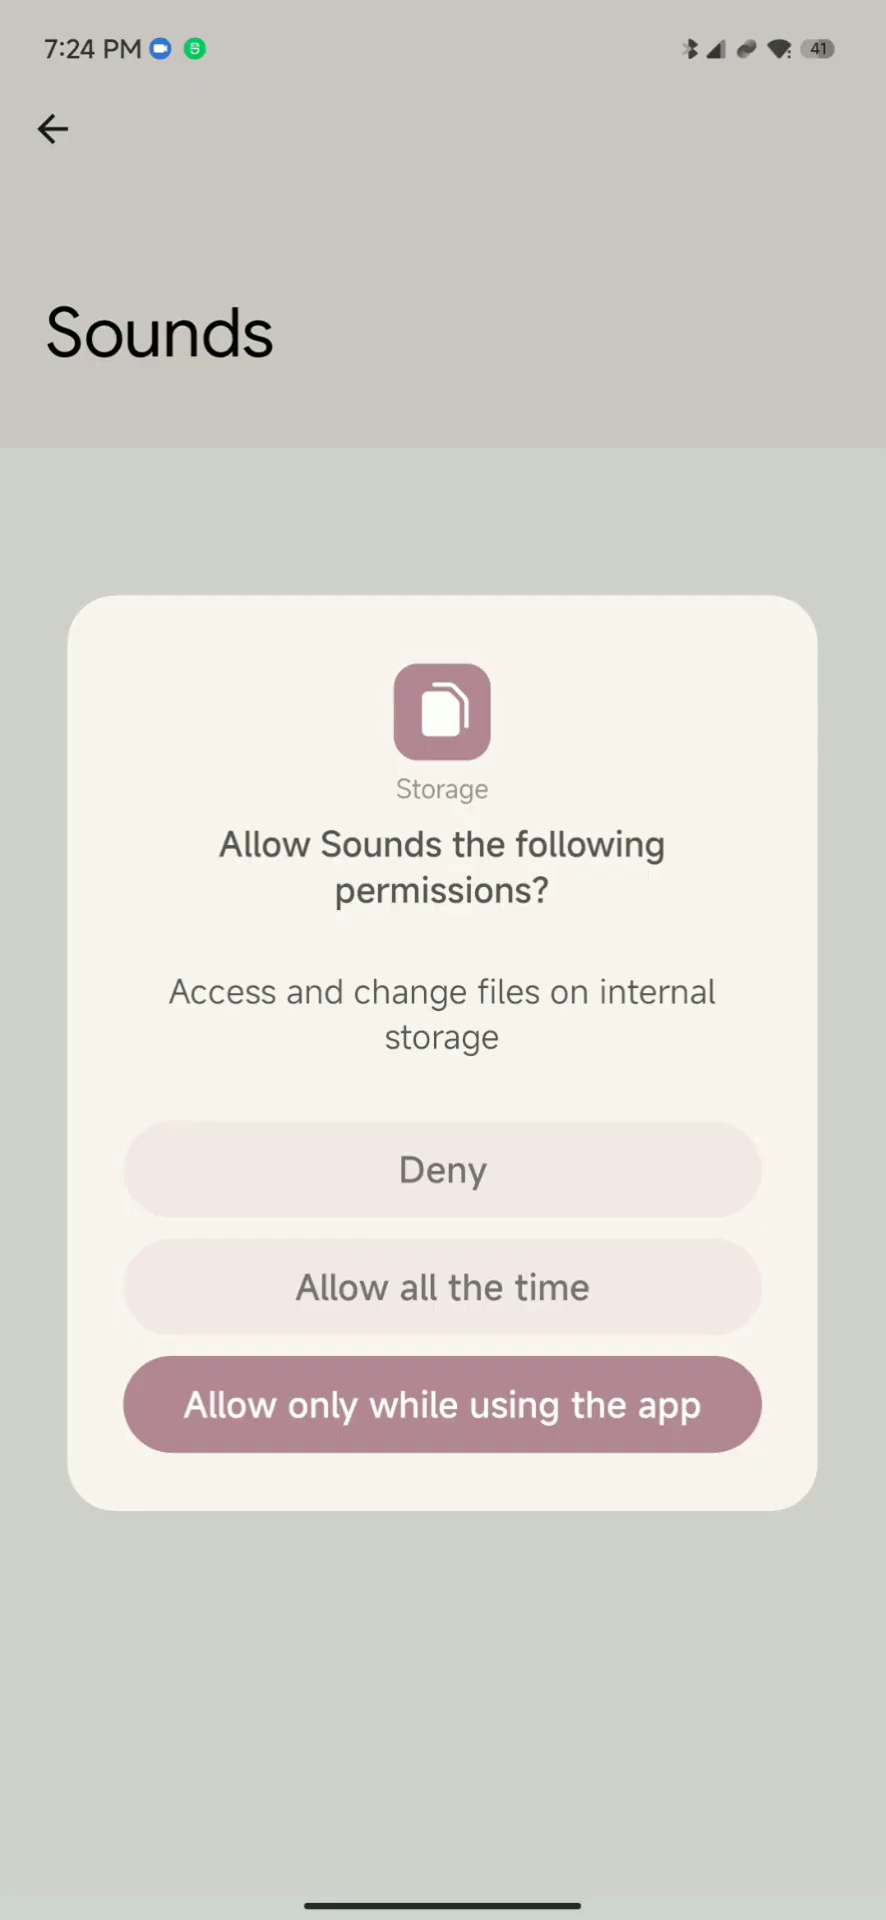 7:24 PM
41
Sounds
Storage
Allow Sounds the following
permissions?
Access and change files on internal
storage
Deny
Allow all the time
Allow only while using the app